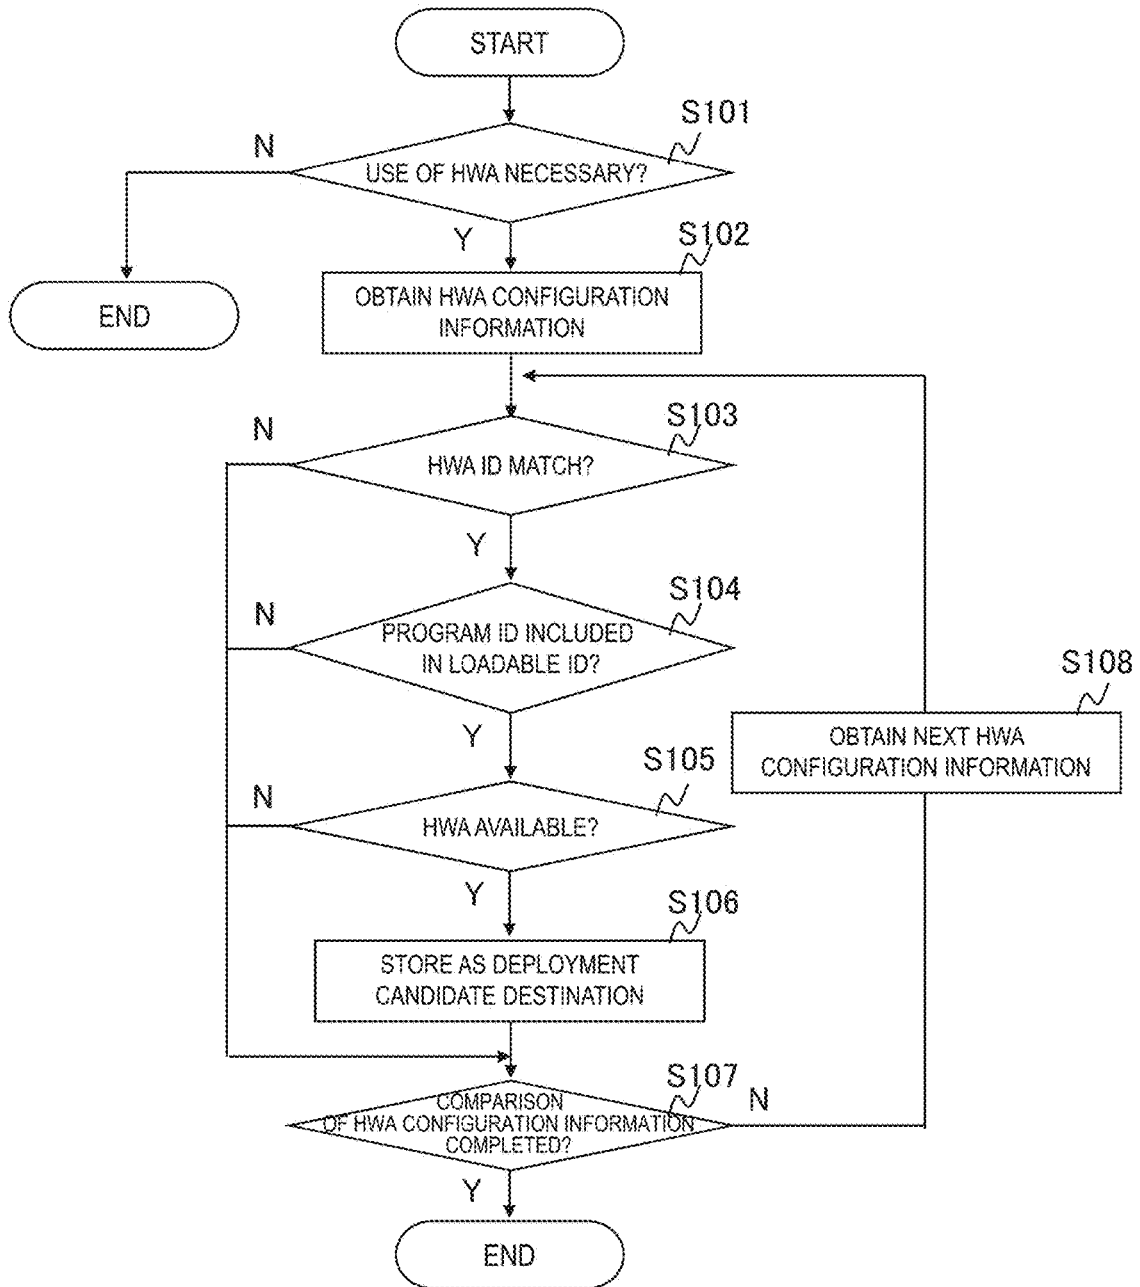 START
S101
N
USE OF HWA NECESSARY?
Y
S102
END
OBTAIN HWA CONFIGURATION
INFORMATION
S103
N
HWA ID MATCH?
Y
S104
N
PROGRAM ID INCLUDED
IN LOADABLE ID?
S108
Y
OBTAIN NEXT HWA
CONFIGURATION INFORMATION
S105
N
HWA AVAILABLE?
Y
S106
STORE AS DEPLOYMENT
CANDIDATE DESTINATION
S107
COMPARISON
OF HWA CONFIGURATION INFORMATION
COMPLETED?
N
Y
END